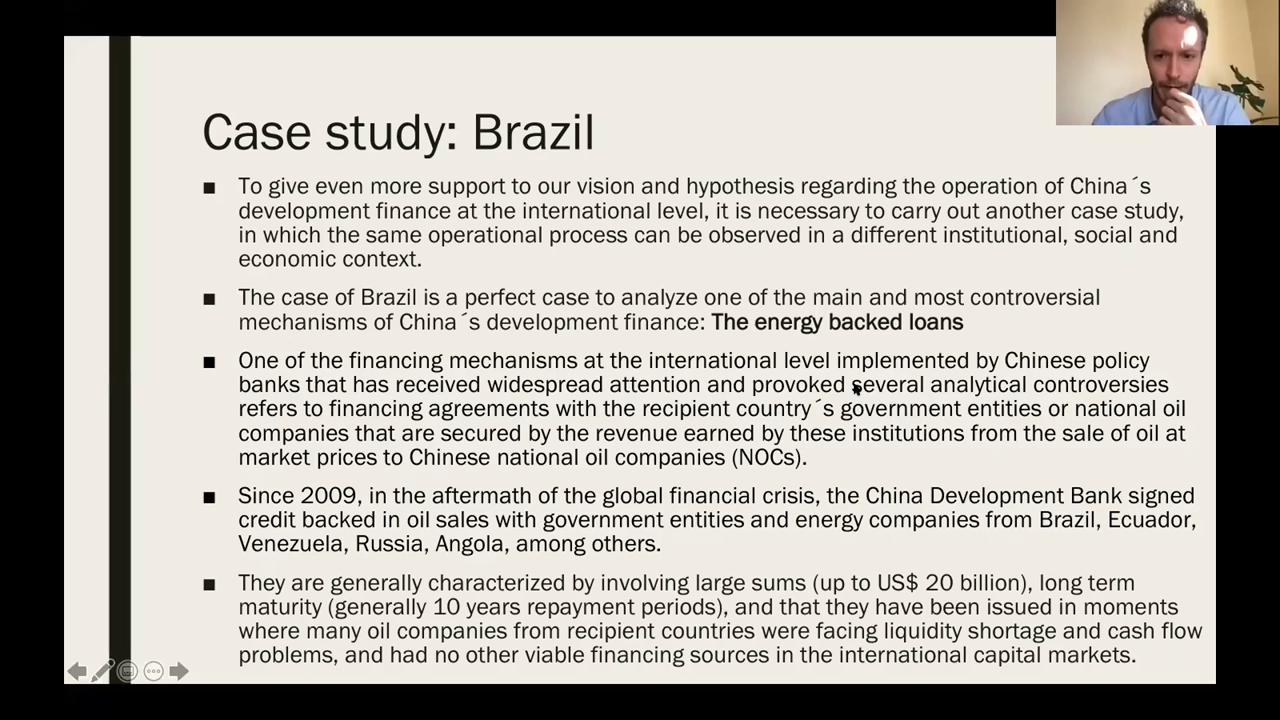 Case study: Brazil
■ To give even more support to our vision and hypothesis regarding the operation of China´s
development finance at the international level, it is necessary to carry out another case study,
in which the same operational process can be observed in a different institutional, social and
economic context.
■ The case of Brazil is a perfect case to analyze one of the main and most controversial
mechanisms of China´s development finance: The energy backed loans
■ One of the financing mechanisms at the international level implemented by Chinese policy
banks that has received widespread attention and provoked several analytical controversies
refers to financing agreements with the recipient country´s government entities or national oil
companies that are secured by the revenue earned by these institutions from the sale of oil at
market prices to Chinese national oil companies (NOCs).
■ Since 2009, in the aftermath of the global financial crisis, the China Development Bank signed
credit backed in oil sales with government entities and energy companies from Brazil, Ecuador,
Venezuela, Russia, Angola, among others.
■ They are generally characterized by involving large sums (up to US$ 20 billion), long term
maturity (generally 10 years repayment periods), and that they have been issued in moments
where many oil companies from recipient countries were facing liquidity shortage and cash flow
problems, and had no other viable financing sources in the international capital markets.